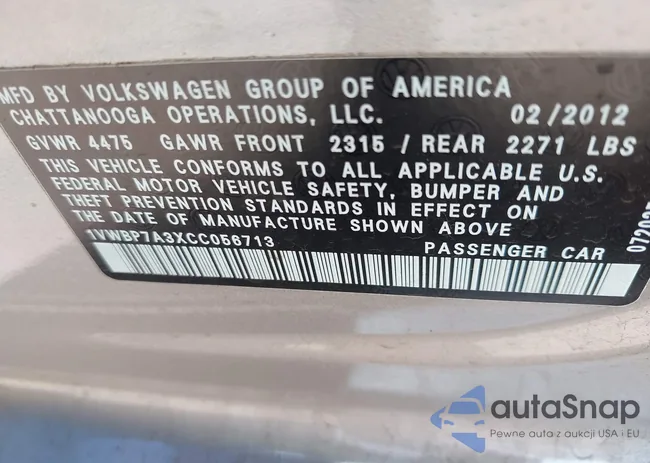 MFD BY VOLKSWAGEN GROUP OF AMERICA
CHATTANOOGA OPERATIONS, LLC. 02/2012
GVWR 4475 GAWR FRONT 2315 / REAR 2271 LBS
THIS VEHICLE CONFORMS TO ALL APPLICABLE U.S.
FEDERAL MOTOR VEHICLE SAFETY, BUMPER AND
THEFT PREVENTION STANDARDS IN EFFECT ON
THE DATE OF MANUFACTURE SHOWN ABOVE
1VWBP7A3XCC056713 PASSENGER CAR
autoSnap
Pewne auta z aukcji USA i EU